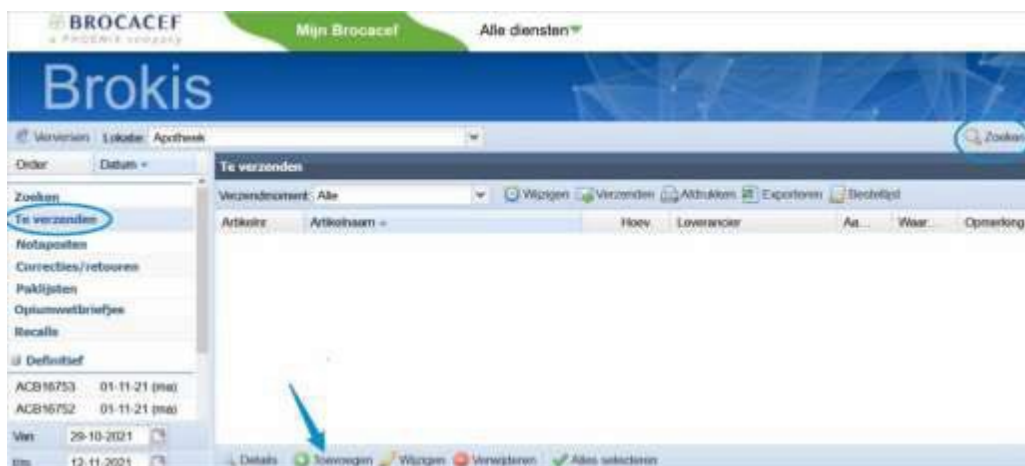 BROCACEF
a PHOENIX company
Mijn Brocacef
Alle diensten
Brokis
Verversen Lokatie: Apotheek
Zoeken
Order Datum
Te verzenden
Zoeken
Verzendmoment: Alle Wijzigen Verzenden Afdrukken Exporteren Bestellijst
Te verzenden
Artikelnr. Artikelnaam Hoev. Leverancier Aa... Waar... Opmerking
Notaposten
Correcties/retouren
Paklijsten
Opiumwetbriefjes
Recalls
Definitief
ACB16753 01-11-21 (ma)
ACB16752 01-11-21 (ma)
Van 29-10-2021
t/m 12-11-2021
Details Toevoegen Wijzigen Verwijderen Alles selecteren